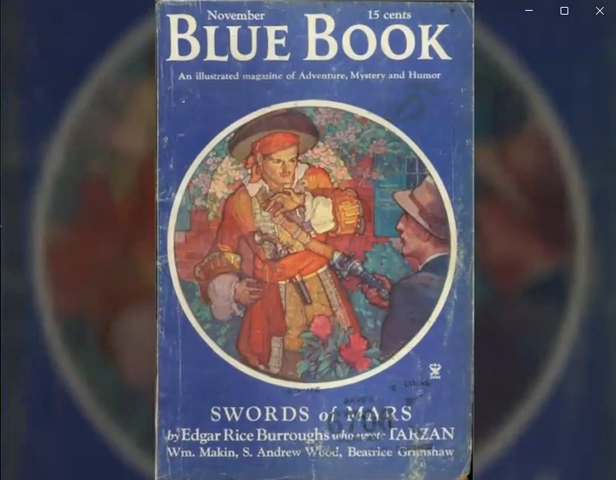 November 15 cents
BLUE BOOK
An illustrated magazine of Adventure, Mystery and Humor
SWORDS of MARS
by Edgar Rice Burroughs who wrote TARZAN
Wm. Makin, S. Andrew Wood, Beatrice Grimshaw